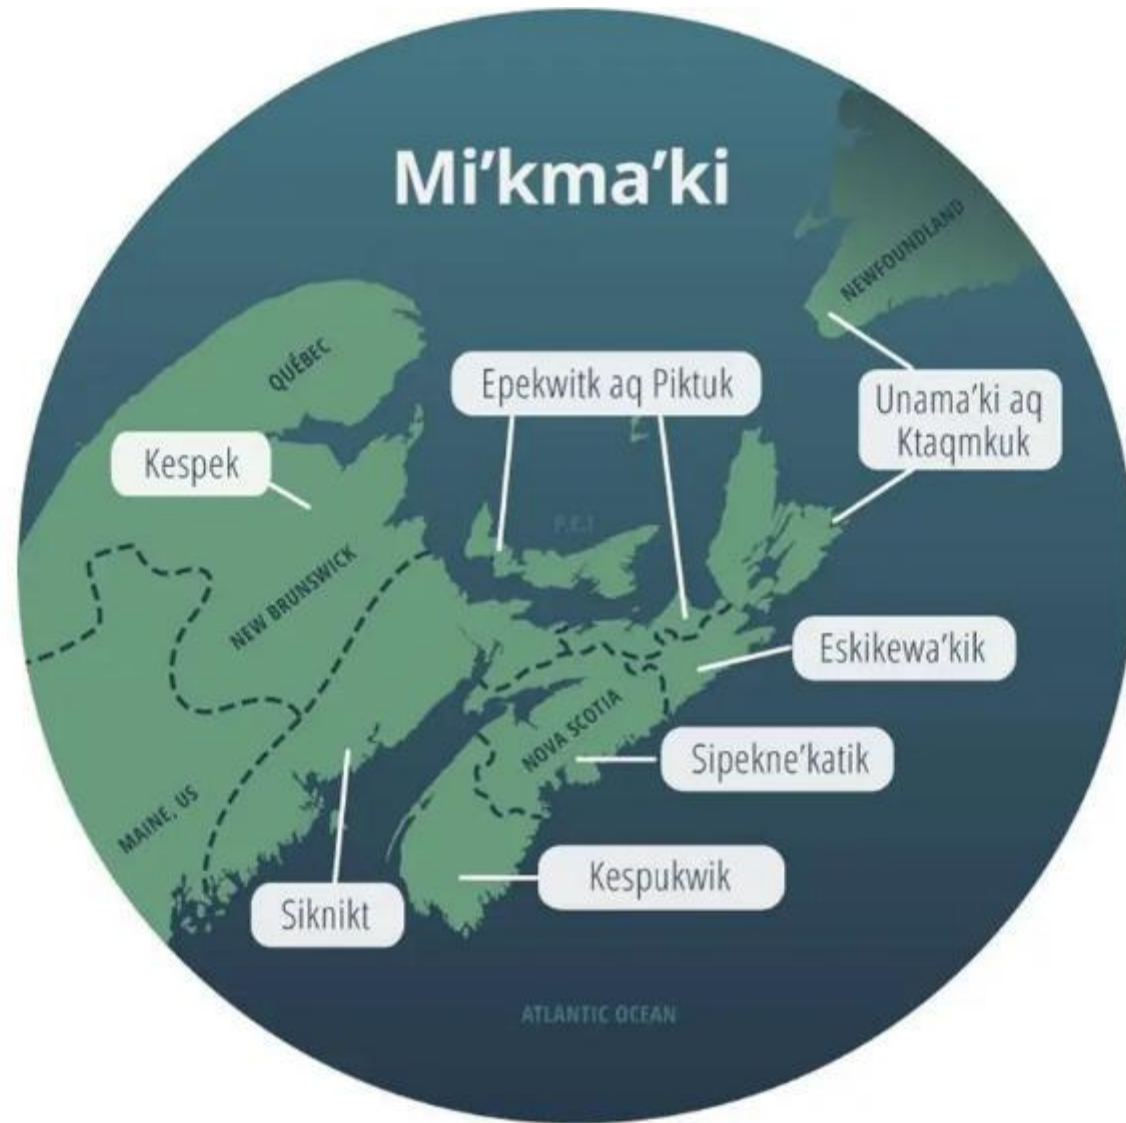 Mi’kma’ki
NEWFOUNDLAND
QUÉBEC
Epekwitk aq Piktuk
Unama’ki aq
Ktaqmkuk
Kespek
P.E.I
NEW BRUNSWICK
Eskikewa’kik
NOVA SCOTIA
Sipekne’katik
MAINE, US
Kespukwik
Siknikt
ATLANTIC OCEAN